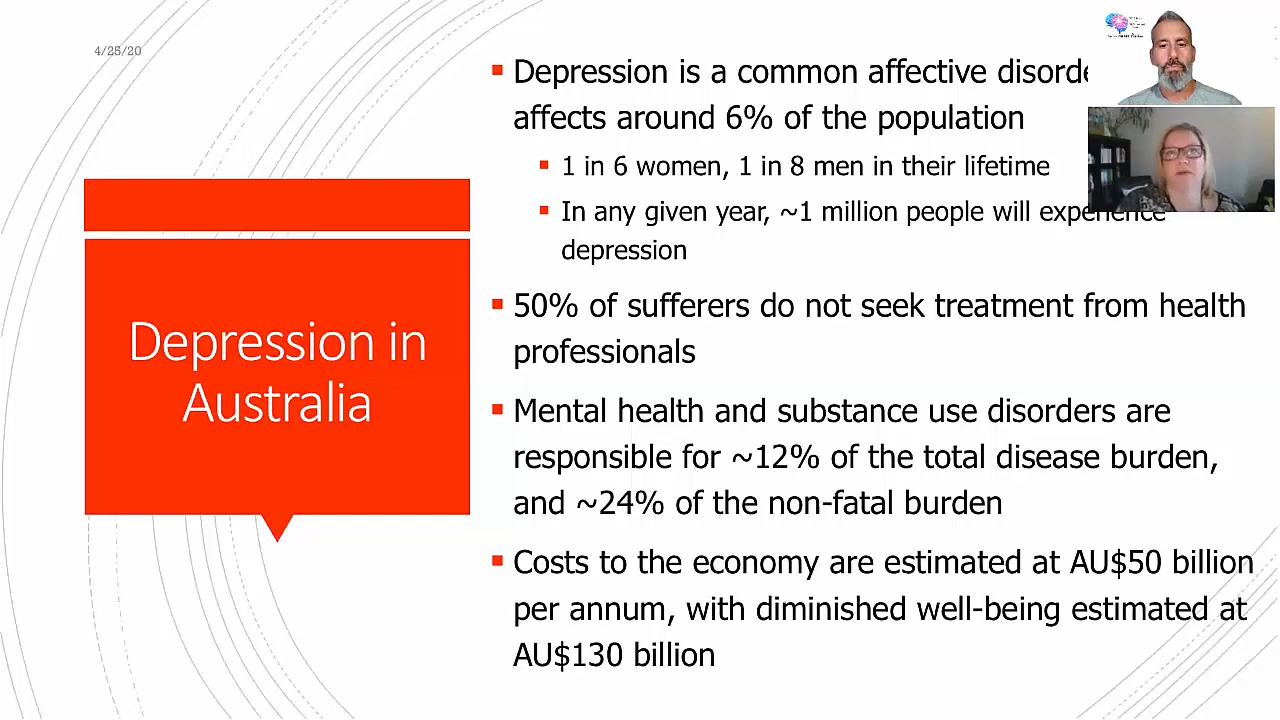 4/25/20
Depression is a common affective
affects around 6% of the population
1 in 6 women, 1 in 8 men in their lifetime
In any given year, ~1 million people will experience
depression
50% of sufferers do not seek treatment from health
professionals
Depression in
Australia
Mental health and substance use disorders are
responsible for ~12% of the total disease burden,
and ~24% of the non-fatal burden
Costs to the economy are estimated at AU$50 billion
per annum, with diminished well-being estimated at
AU$130 billion